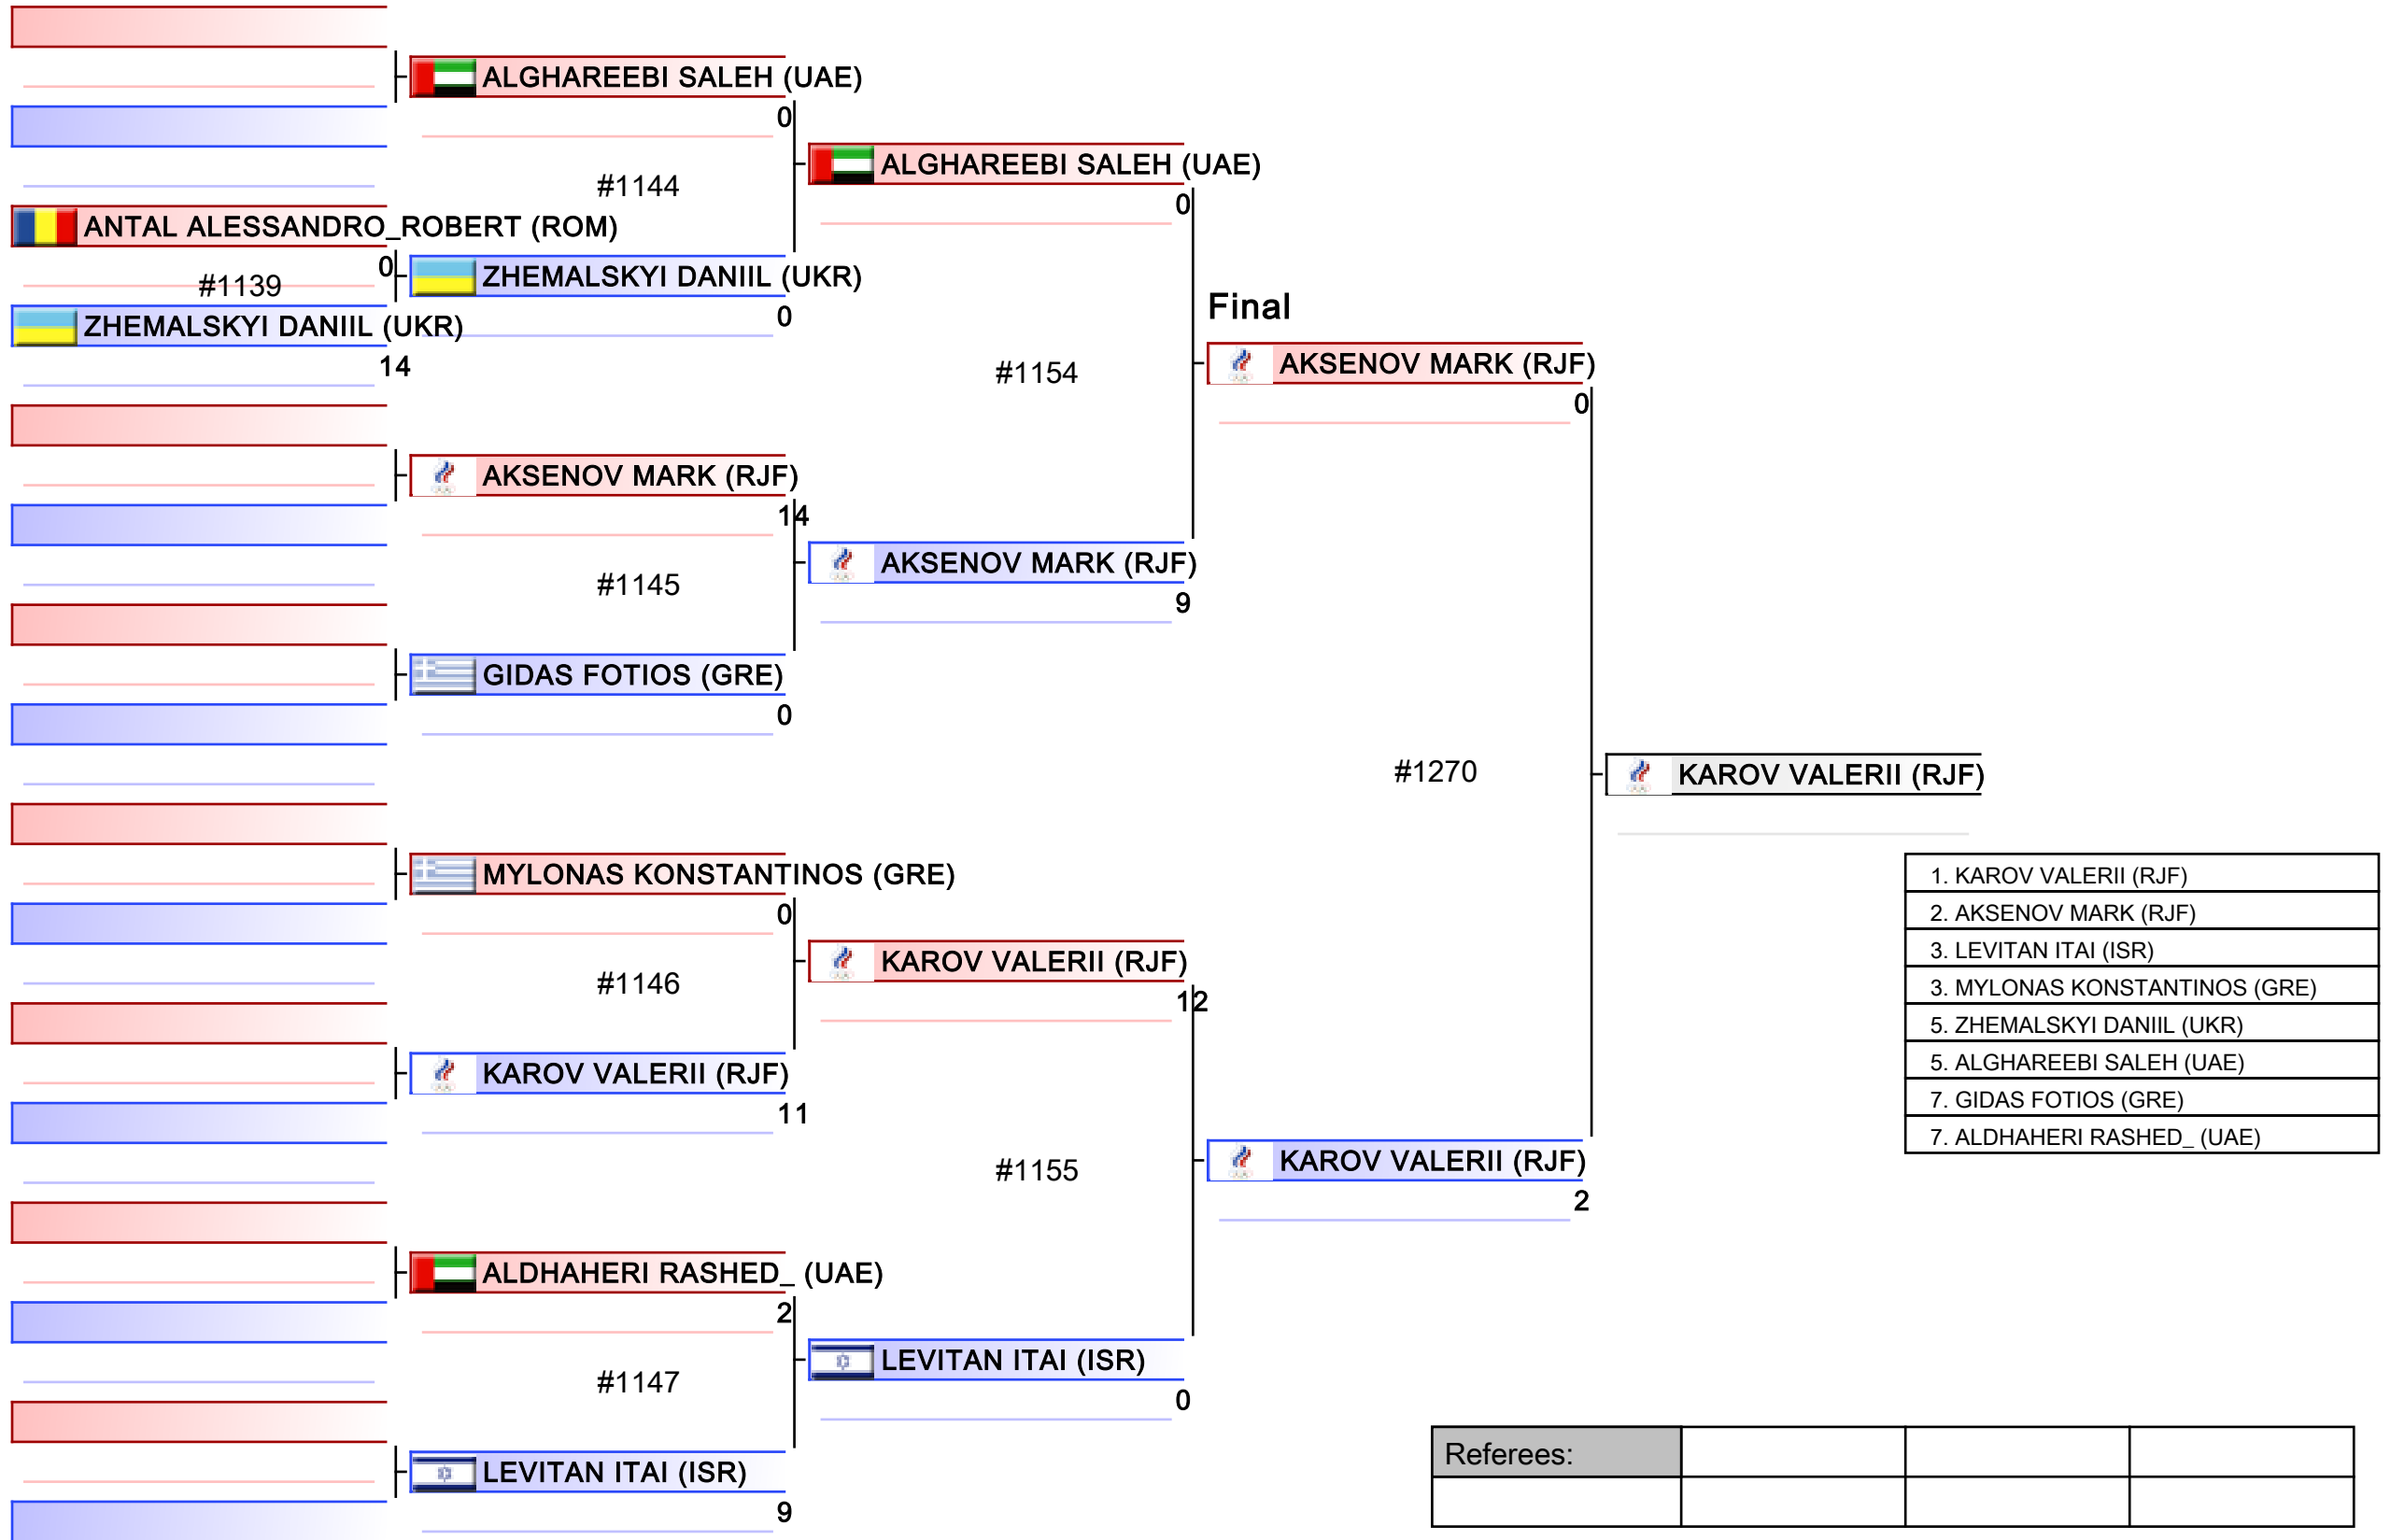 ALGHAREEBI SALEH (UAE)
0
#1144
ALGHAREEBI SALEH (UAE)
0
ANTAL ALESSANDRO_ROBERT (ROM)
0
#1139
ZHEMALSKYI DANIIL (UKR)
0
ZHEMALSKYI DANIIL (UKR)
14
Final
#1154
AKSENOV MARK (RJF)
0
AKSENOV MARK (RJF)
14
#1145
AKSENOV MARK (RJF)
9
GIDAS FOTIOS (GRE)
0
#1270
KAROV VALERII (RJF)
MYLONAS KONSTANTINOS (GRE)
0
#1146
KAROV VALERII (RJF)
12
KAROV VALERII (RJF)
11
#1155
KAROV VALERII (RJF)
2
ALDHAHERI RASHED_ (UAE)
2
#1147
LEVITAN ITAI (ISR)
0
LEVITAN ITAI (ISR)
9
1. KAROV VALERII (RJF)
2. AKSENOV MARK (RJF)
3. LEVITAN ITAI (ISR)
3. MYLONAS KONSTANTINOS (GRE)
5. ZHEMALSKYI DANIIL (UKR)
5. ALGHAREEBI SALEH (UAE)
7. GIDAS FOTIOS (GRE)
7. ALDHAHERI RASHED_ (UAE)
Referees: